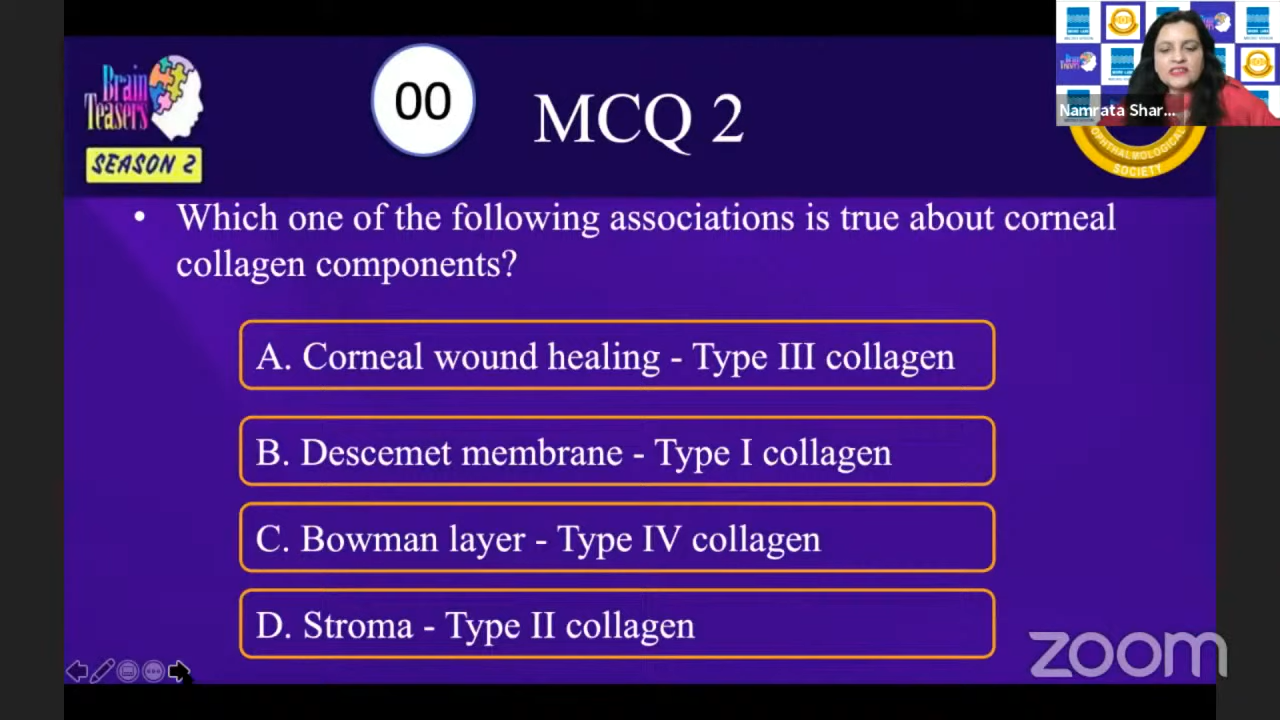 Brain
Teasers
SEASON 2
00
MCQ 2
Namrata Shar...
OPHTHALMOLOGICAL
SOCIETY
• Which one of the following associations is true about corneal
collagen components?
A. Corneal wound healing - Type III collagen
B. Descemet membrane - Type I collagen
C. Bowman layer - Type IV collagen
D. Stroma - Type II collagen
zoom